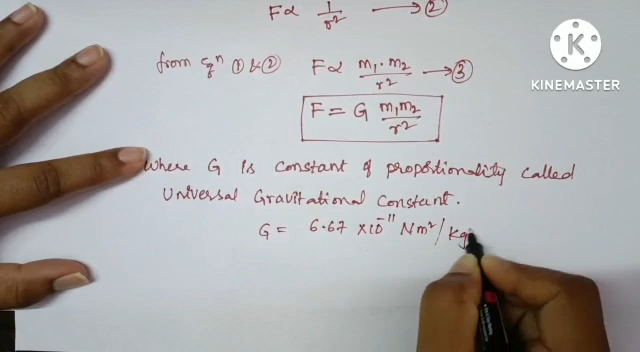 F ∝ 1/r² ⟶ ②
from eqⁿ ① & ② F ∝ m₁·m₂/r² ⟶ ③
F = G m₁m₂/r²
Where G is constant of proportionality called
Universal Gravitational constant.
G = 6.67 ×10⁻¹¹ Nm²/kg
KINEMASTER